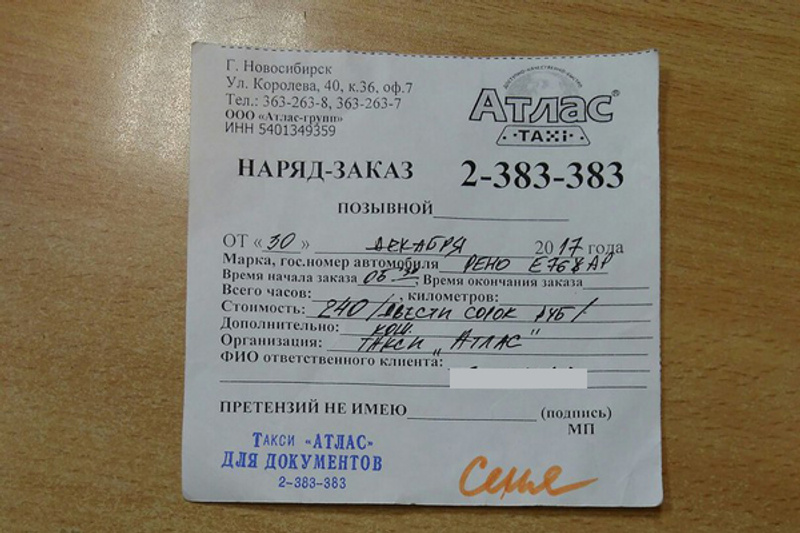 Г. Новосибирск
Ул. Королева, 40, к.36, оф.7
Тел.: 363-263-8, 363-263-7
ООО «Атлас-групп»
ИНН 5401349359
Атлас®
TAXi
НАРЯД-ЗАКАЗ 2-383-383
ПОЗЫВНОЙ
ОТ « 30 » ДЕКАБРЯ 2017 года
Марка, гос.номер автомобиля РЕНО
Время начала заказа Время окончания заказа
Всего часов: , километров:
Стоимость: 240 /ДВЕСТИ СОРОК РУБ/
Дополнительно: КОШ.
Организация: ТАКСИ „АТЛАС"
ФИО ответственного клиента:
ПРЕТЕНЗИЙ НЕ ИМЕЮ (подпись)
МП
ТАКСИ «АТЛАС»
ДЛЯ ДОКУМЕНТОВ
2-383-383